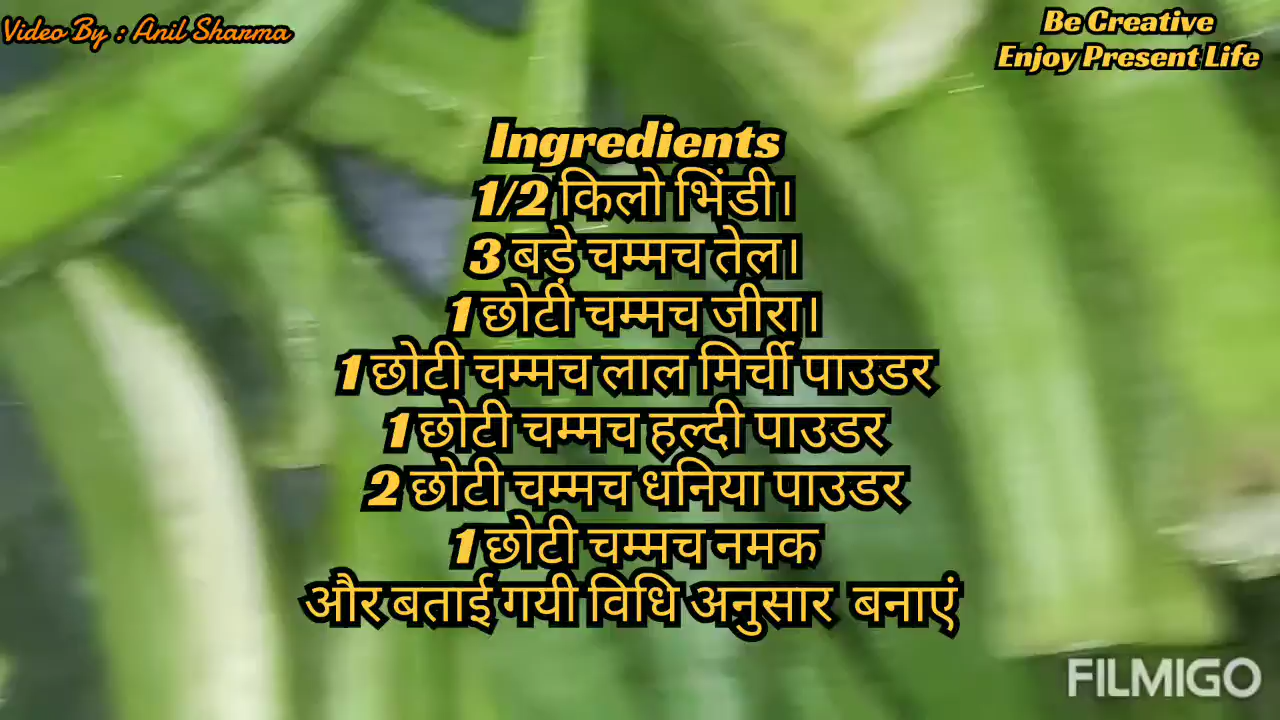 Video By : Anil Sharma
Be Creative
Enjoy Present Life
Ingredients
1/2 किलो भिंडी।
3 बड़े चम्मच तेल।
1 छोटी चम्मच जीरा।
1 छोटी चम्मच लाल मिर्ची पाउडर
1 छोटी चम्मच हल्दी पाउडर
2 छोटी चम्मच धनिया पाउडर
1 छोटी चम्मच नमक
और बताई गयी विधि अनुसार बनाएं
FILMIGO